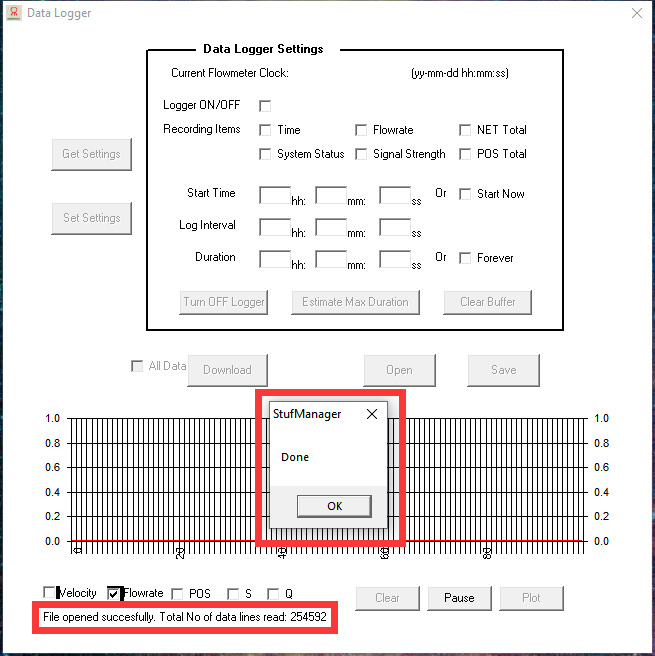 Data Logger
Data Logger Settings
Current Flowmeter Clock: (yy-mm-dd hh:mm:ss)
Logger ON/OFF
Recording Items Time Flowrate NET Total
System Status Signal Strength POS Total
Get Settings
Start Time hh: mm: ss Or Start Now
Set Settings
Log Interval hh: mm: ss
Duration hh: mm: ss Or Forever
Turn OFF Logger Estimate Max Duration Clear Buffer
All Data Download Open Save
StufManager
Done
OK
1.0 1.0
0.8 0.8
0.6 0.6
0.4 0.4
0.2 0.2
0.0 0.0
0 20 40 60 80
Velocity Flowrate POS S Q
Clear Pause Plot
File opened succesfully. Total No of data lines read: 254592